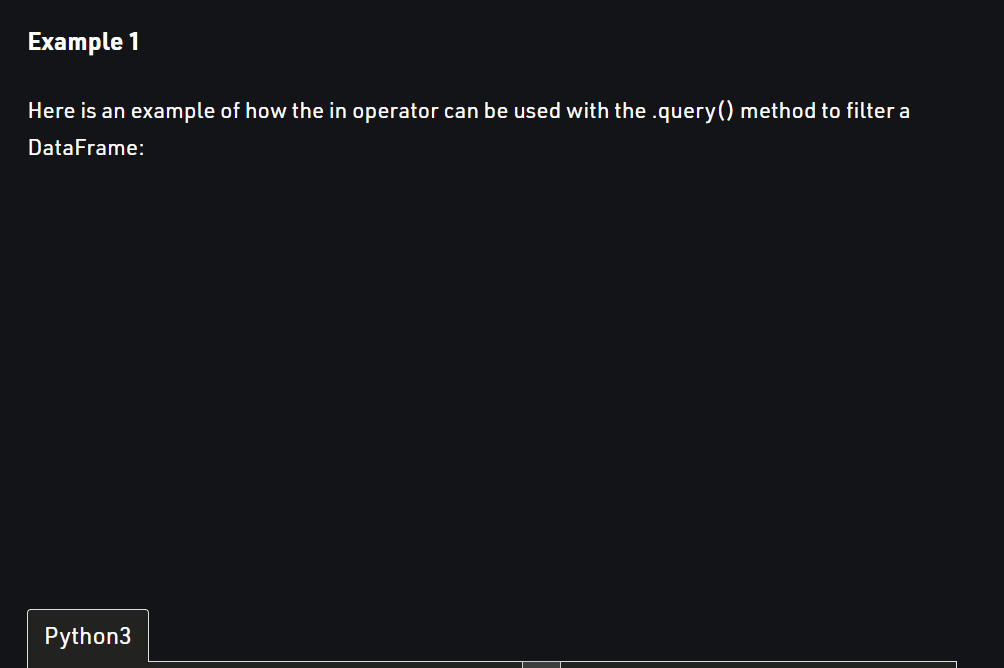 Example 1
Here is an example of how the in operator can be used with the .query() method to filter a
DataFrame:
Python3